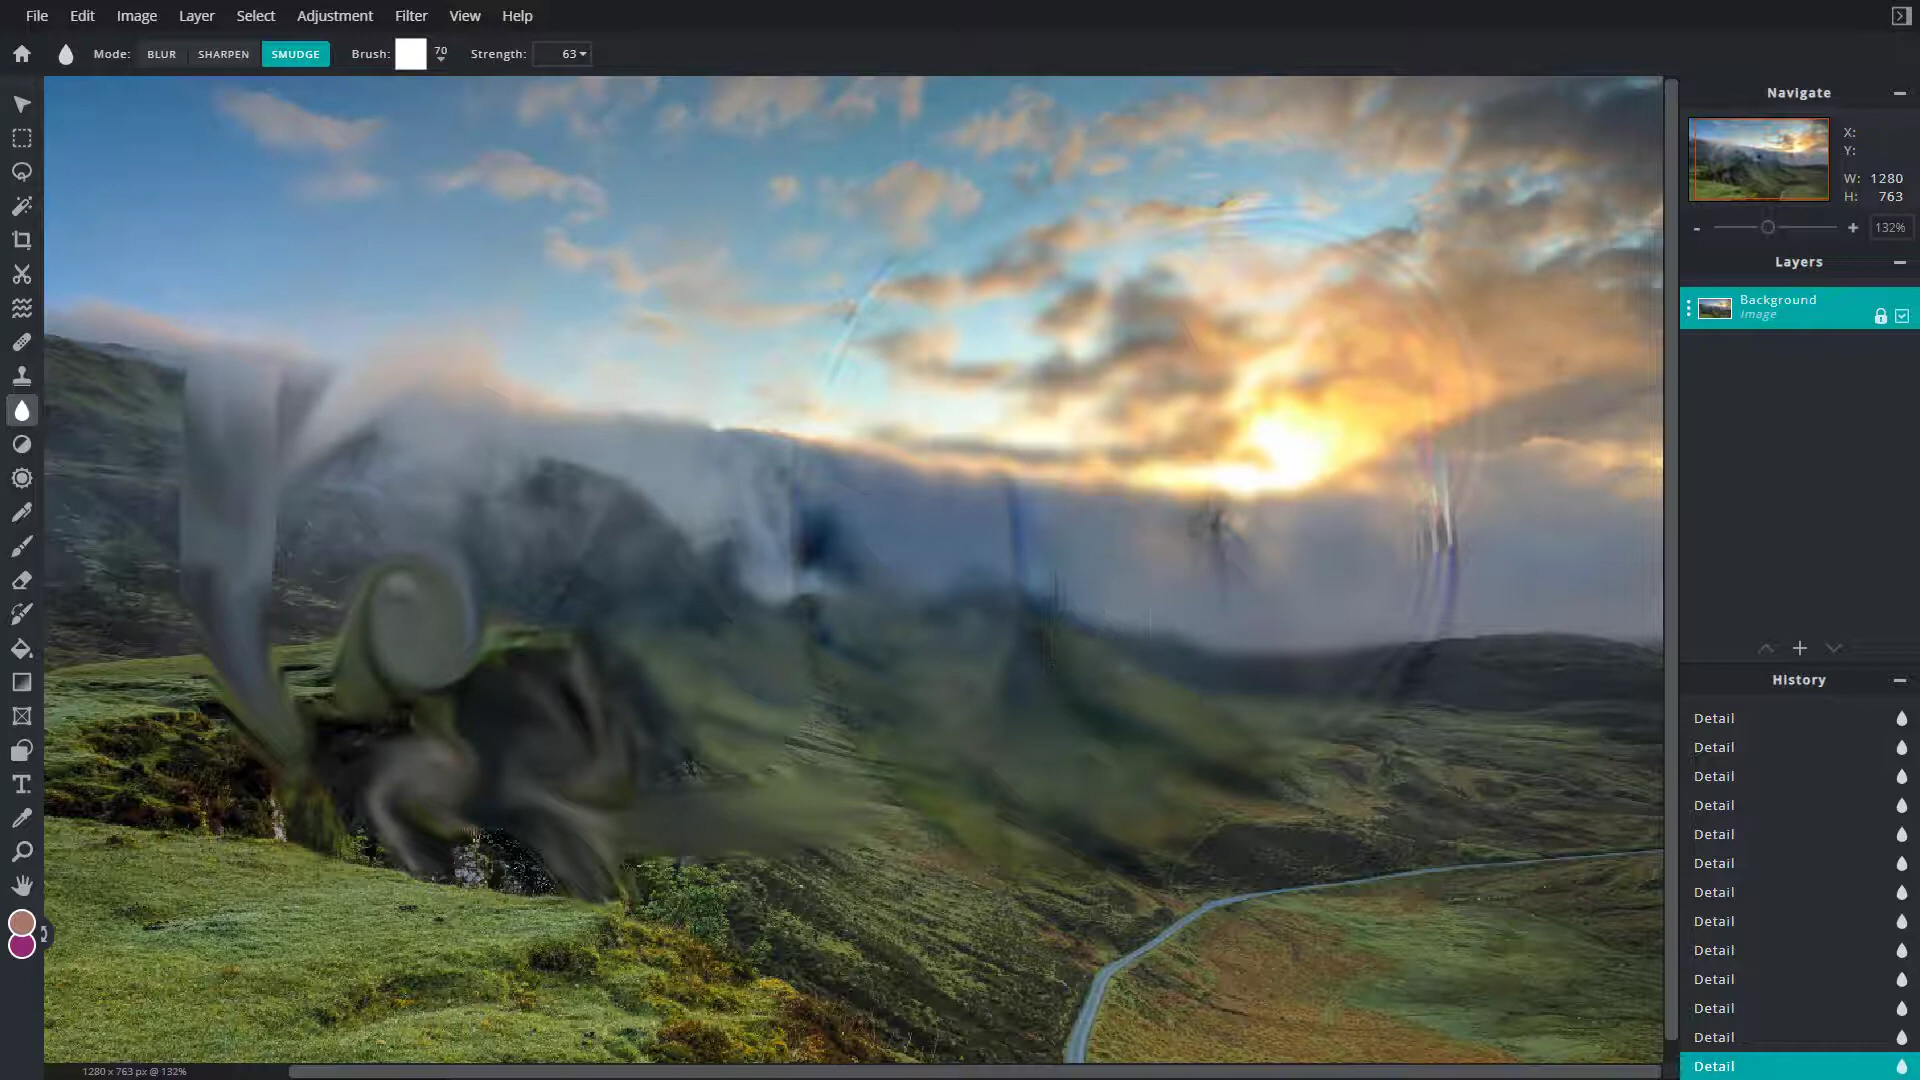 File Edit Image Layer Select Adjustment Filter View Help
Mode: BLUR SHARPEN SMUDGE Brush: 70 Strength: 63
Navigate
X:
Y:
W: 1280
H: 763
- + 132%
Layers
Background
Image
History
Detail
Detail
Detail
Detail
Detail
Detail
Detail
Detail
Detail
Detail
Detail
Detail
Detail
1280 x 763 px @ 132%